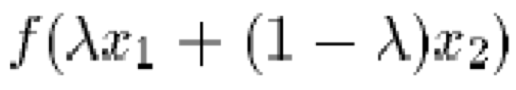 f(λx₁ + (1 − λ)x₂)